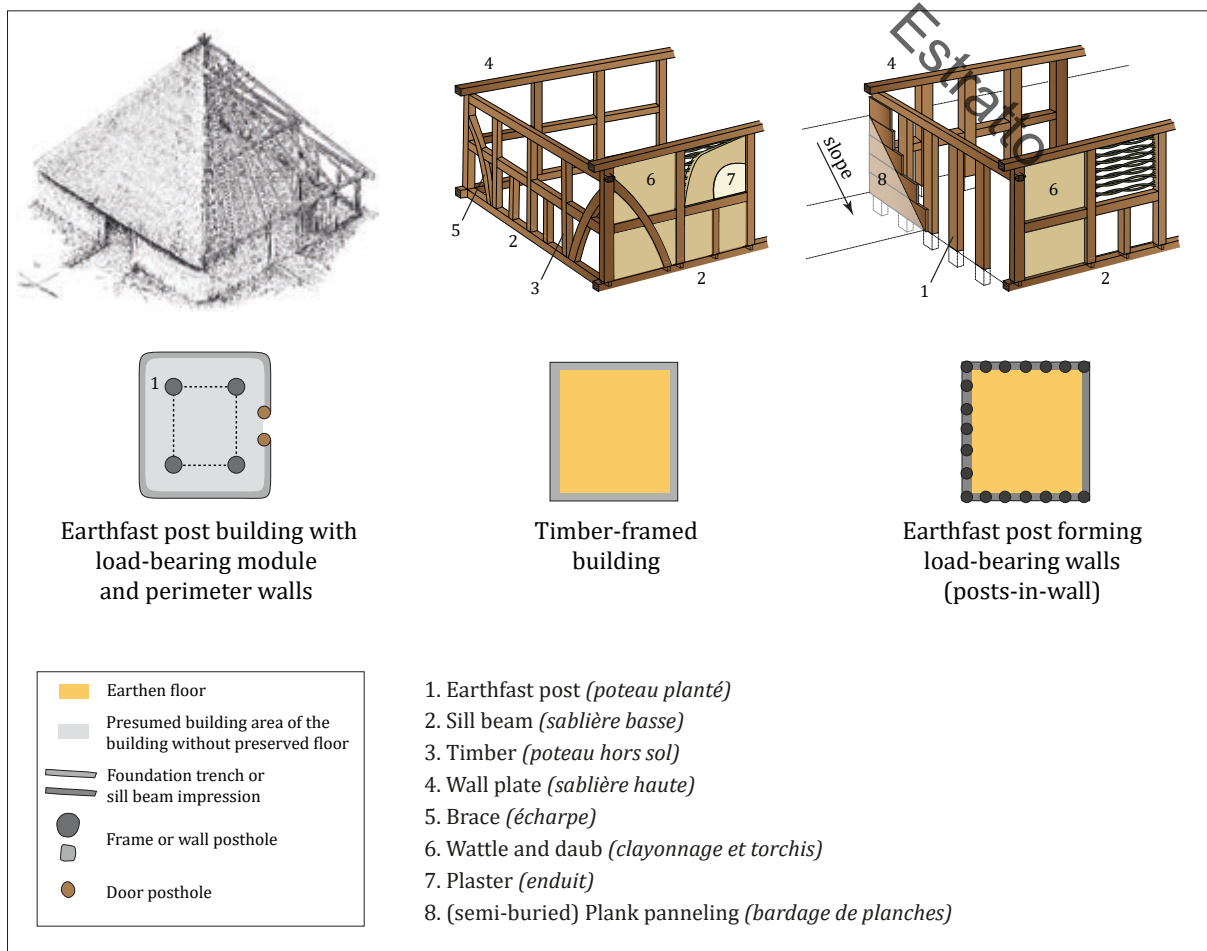 4
4
Estratto
slope
6
7
8
6
5
2
3
2
1
2
1
Earthfast post building with
load-bearing module
and perimeter walls
Timber-framed
building
Earthfast post forming
load-bearing walls
(posts-in-wall)
Earthen floor
Presumed building area of the
building without preserved floor
Foundation trench or
sill beam impression
Frame or wall posthole
Door posthole
1. Earthfast post (poteau planté)
2. Sill beam (sablière basse)
3. Timber (poteau hors sol)
4. Wall plate (sablière haute)
5. Brace (écharpe)
6. Wattle and daub (clayonnage et torchis)
7. Plaster (enduit)
8. (semi-buried) Plank panneling (bardage de planches)